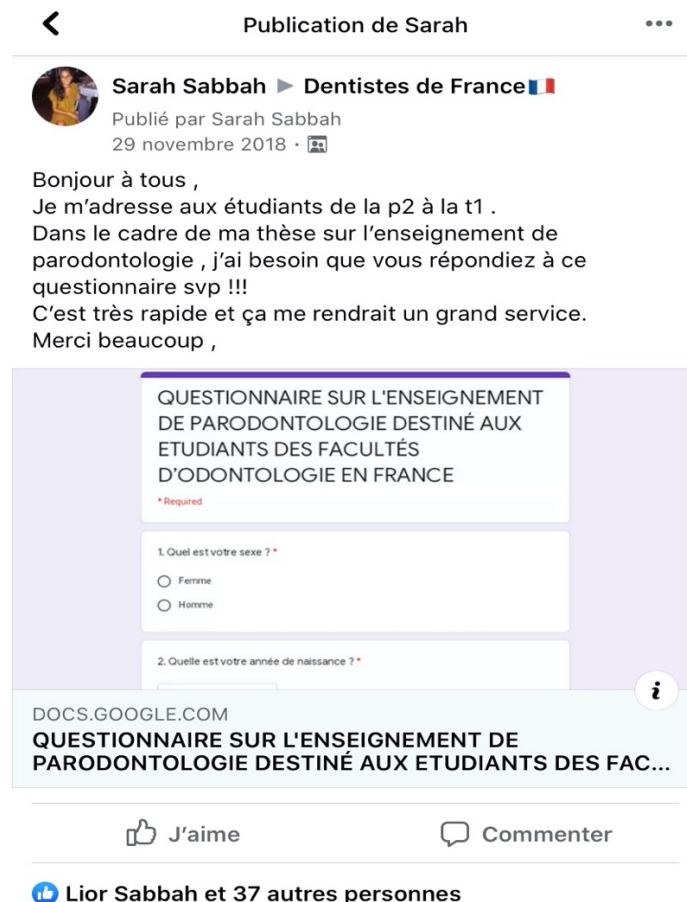 Publication de Sarah
Sarah Sabbah ▶ Dentistes de France🇫🇷
Publié par Sarah Sabbah
29 novembre 2018 ·
Bonjour à tous ,
Je m'adresse aux étudiants de la p2 à la t1 .
Dans le cadre de ma thèse sur l'enseignement de
parodontologie , j'ai besoin que vous répondiez à ce
questionnaire svp !!!
C'est très rapide et ça me rendrait un grand service.
Merci beaucoup ,
QUESTIONNAIRE SUR L'ENSEIGNEMENT
DE PARODONTOLOGIE DESTINÉ AUX
ETUDIANTS DES FACULTÉS
D'ODONTOLOGIE EN FRANCE
* Required
1. Quel est votre sexe ? *
Femme
Homme
2. Quelle est votre année de naissance ? *
i
DOCS.GOOGLE.COM
QUESTIONNAIRE SUR L'ENSEIGNEMENT DE
PARODONTOLOGIE DESTINÉ AUX ETUDIANTS DES FAC...
J'aime
Commenter
Lior Sabbah et 37 autres personnes